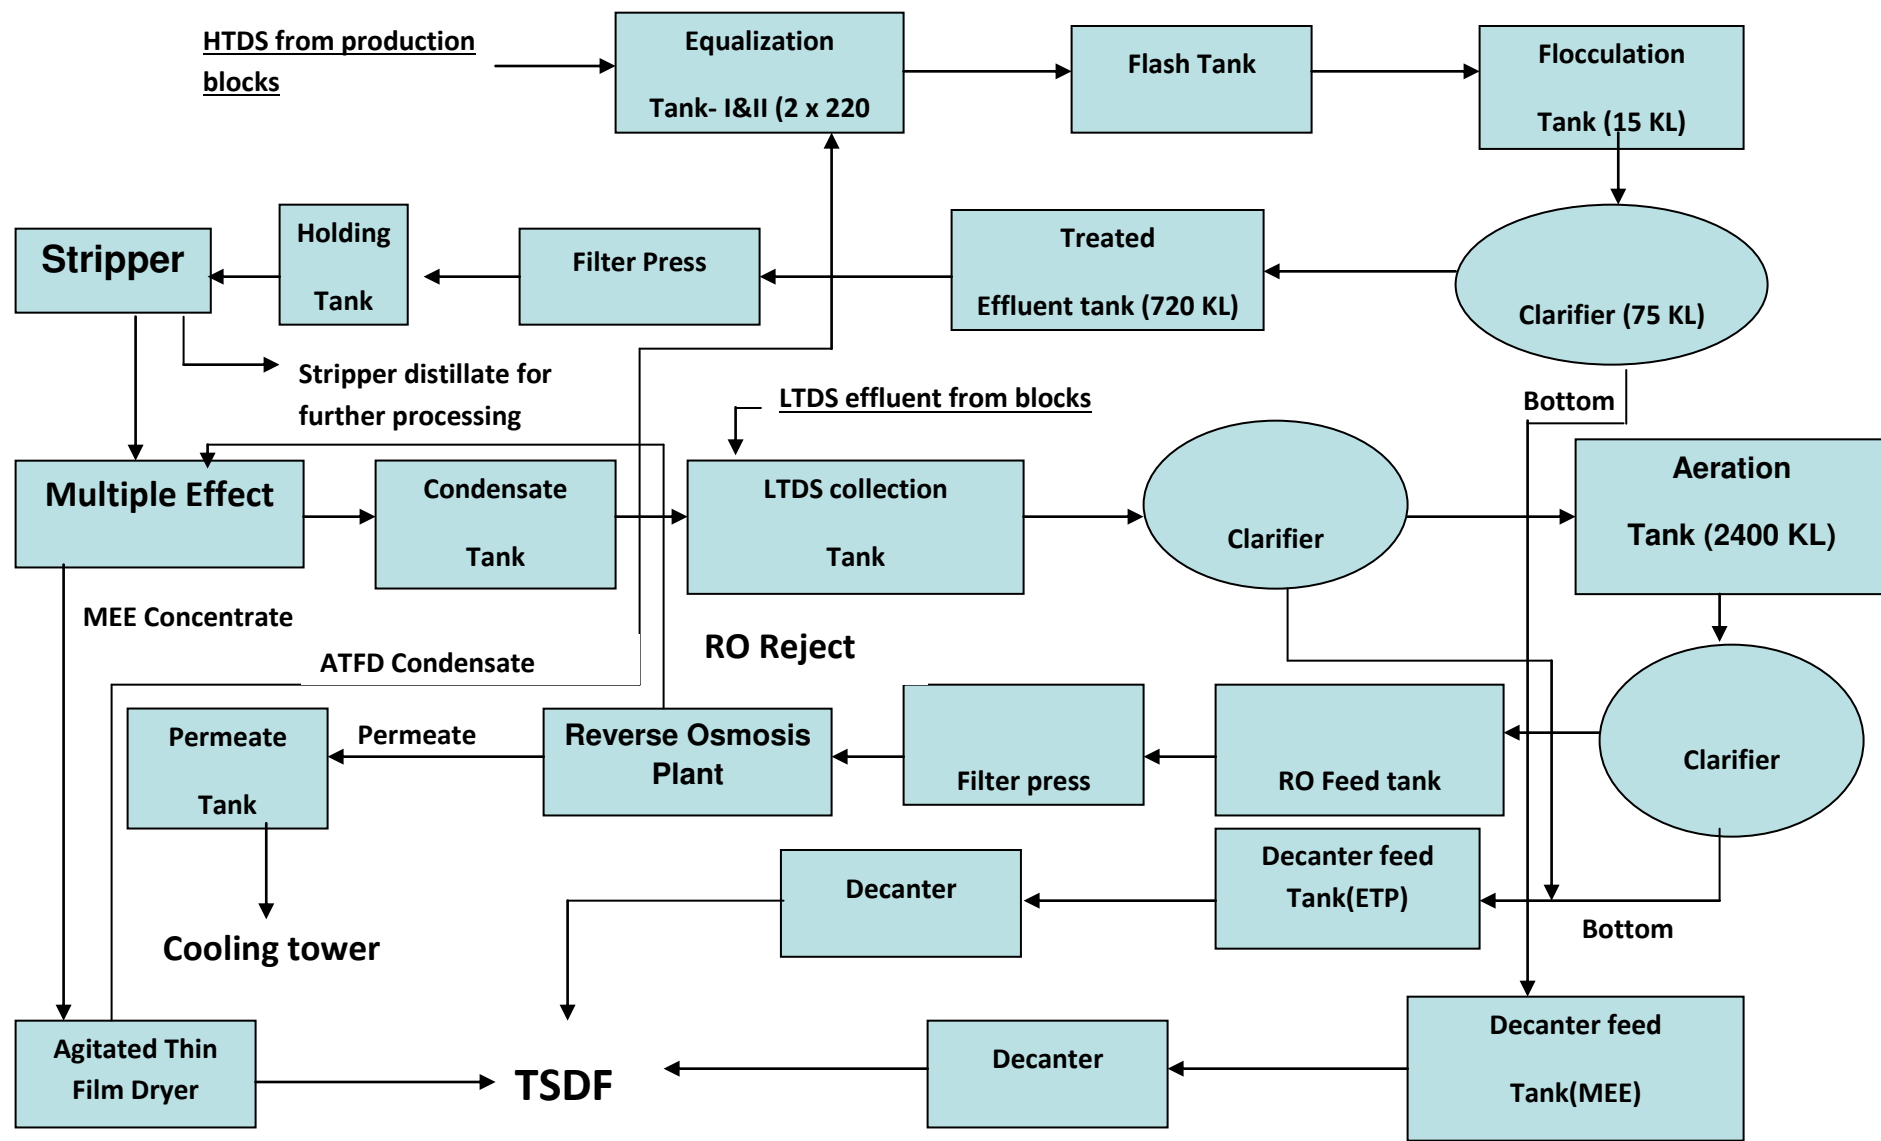 HTDS from production
blocks
Equalization
Tank- I&II (2 x 220
Flash Tank
Flocculation
Tank (15 KL)
Stripper
Holding
Tank
Filter Press
Treated
Effluent tank (720 KL)
Clarifier (75 KL)
Stripper distillate for
further processing
LTDS effluent from blocks
Bottom
Multiple Effect
Condensate
Tank
LTDS collection
Tank
Clarifier
Aeration
Tank (2400 KL)
MEE Concentrate
ATFD Condensate
RO Reject
Permeate
Tank
Permeate
Reverse Osmosis
Plant
Filter press
RO Feed tank
Clarifier
Cooling tower
Decanter
Decanter feed
Tank(ETP)
Bottom
Agitated Thin
Film Dryer
TSDF
Decanter
Decanter feed
Tank(MEE)